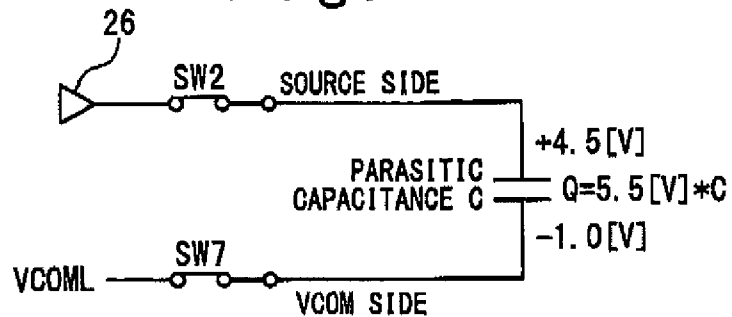 26
SW2
SOURCE SIDE
+4.5[V]
PARASITIC
CAPACITANCE C
Q=5.5[V]*C
-1.0[V]
SW7
VCOML
VCOM SIDE